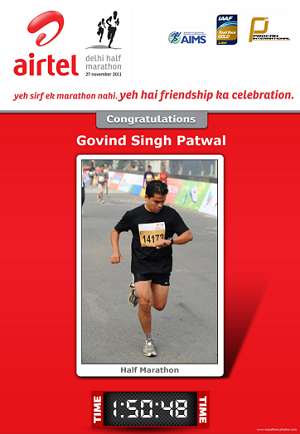 airtel
delhi half
marathon
27 november 2011
AIMS
IAAF
Road Race
GOLD
Label
PROCAM
INTERNATIONAL
yeh sirf ek marathon nahi. yeh hai friendship ka celebration.
Congratulations
Govind Singh Patwal
14173
Half Marathon
TIME
1:50:48
TIME
www.marathon-photos.com